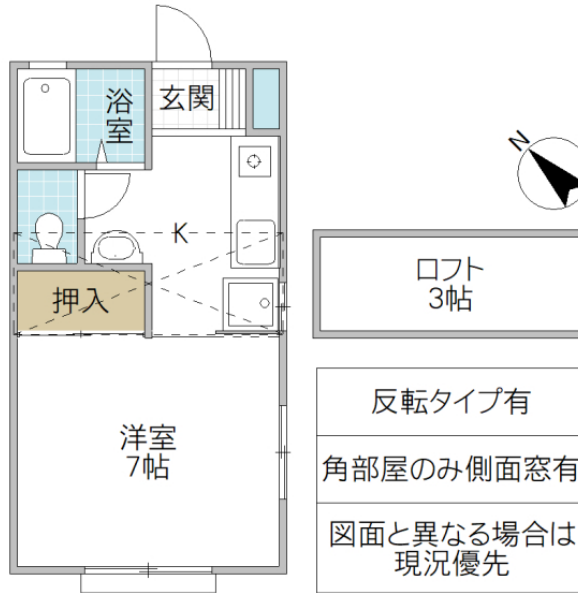 浴
室
玄関
N
K
押入
ロフト
3帖
洋室
7帖
反転タイプ有
角部屋のみ側面窓有
図面と異なる場合は
現況優先